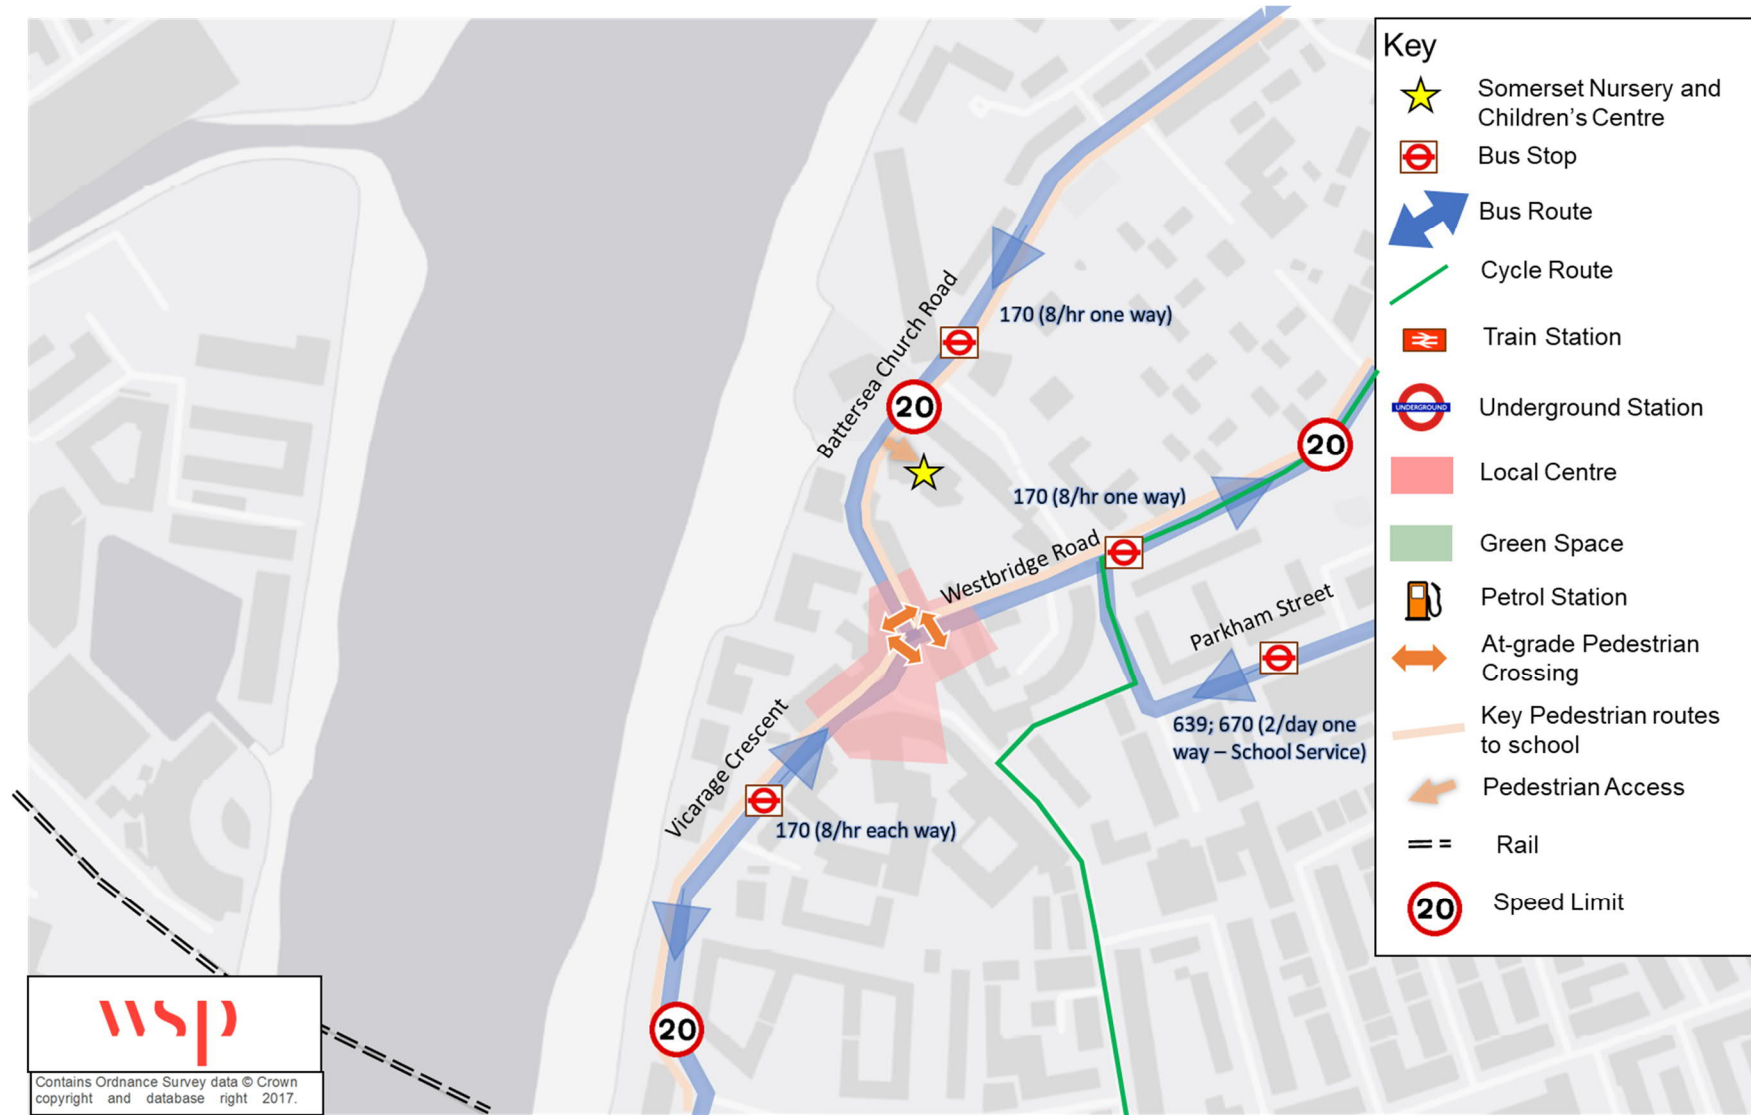 Key
Somerset Nursery and
Children's Centre
Bus Stop
Bus Route
Cycle Route
Train Station
UNDERGROUND
Underground Station
Local Centre
Green Space
Petrol Station
At-grade Pedestrian
Crossing
Key Pedestrian routes
to school
Pedestrian Access
Rail
20
Speed Limit
Battersea Church Road
170 (8/hr one way)
20
20
170 (8/hr one way)
Westbridge Road
Parkham Street
639; 670 (2/day one
way – School Service)
Vicarage Crescent
170 (8/hr each way)
20
wsp
Contains Ordnance Survey data © Crown
copyright and database right 2017.